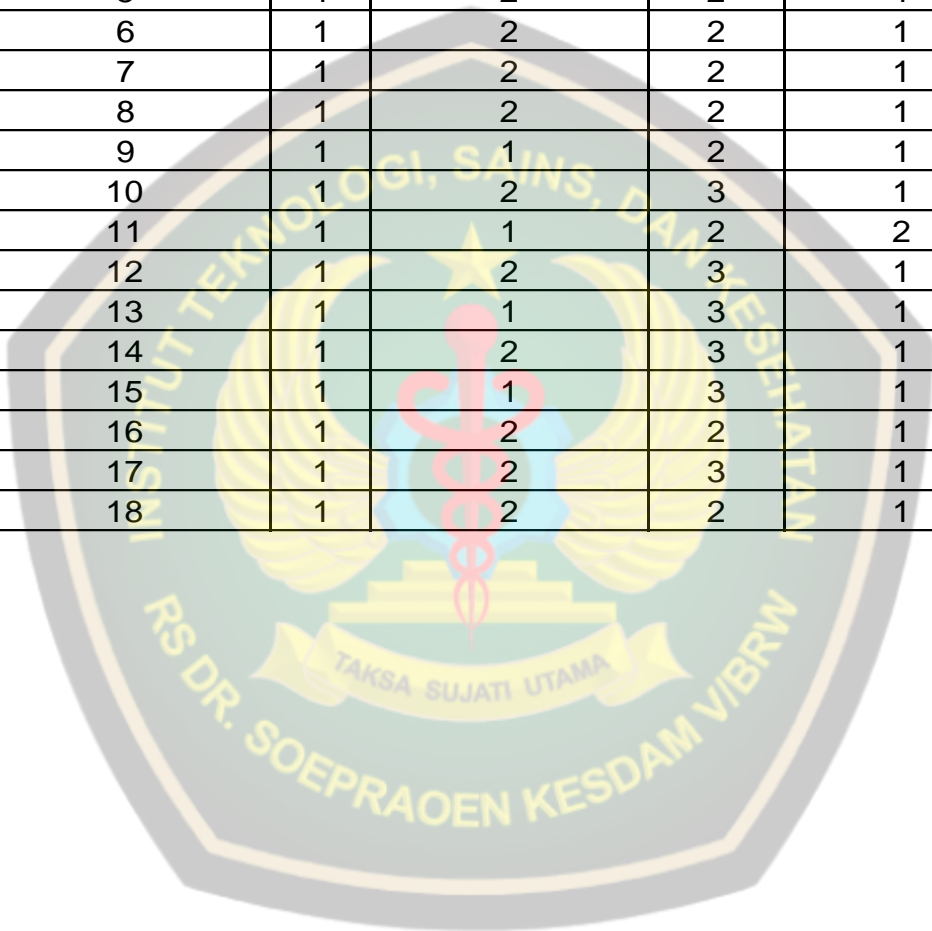 6 1 2 2 1
7 1 2 2 1
8 1 2 2 1
9 1 1 2 1
10 1 2 3 1
11 1 1 2 2
12 1 2 3 1
13 1 1 3 1
14 1 2 3 1
15 1 1 3 1
16 1 2 2 1
17 1 2 3 1
18 1 2 2 1
INSTITUT TEKNOLOGI, SAINS, DAN KESEHATAN
TAKSA SUJATI UTAMA
RS DR. SOEPRAOEN KESDAM V/BRW